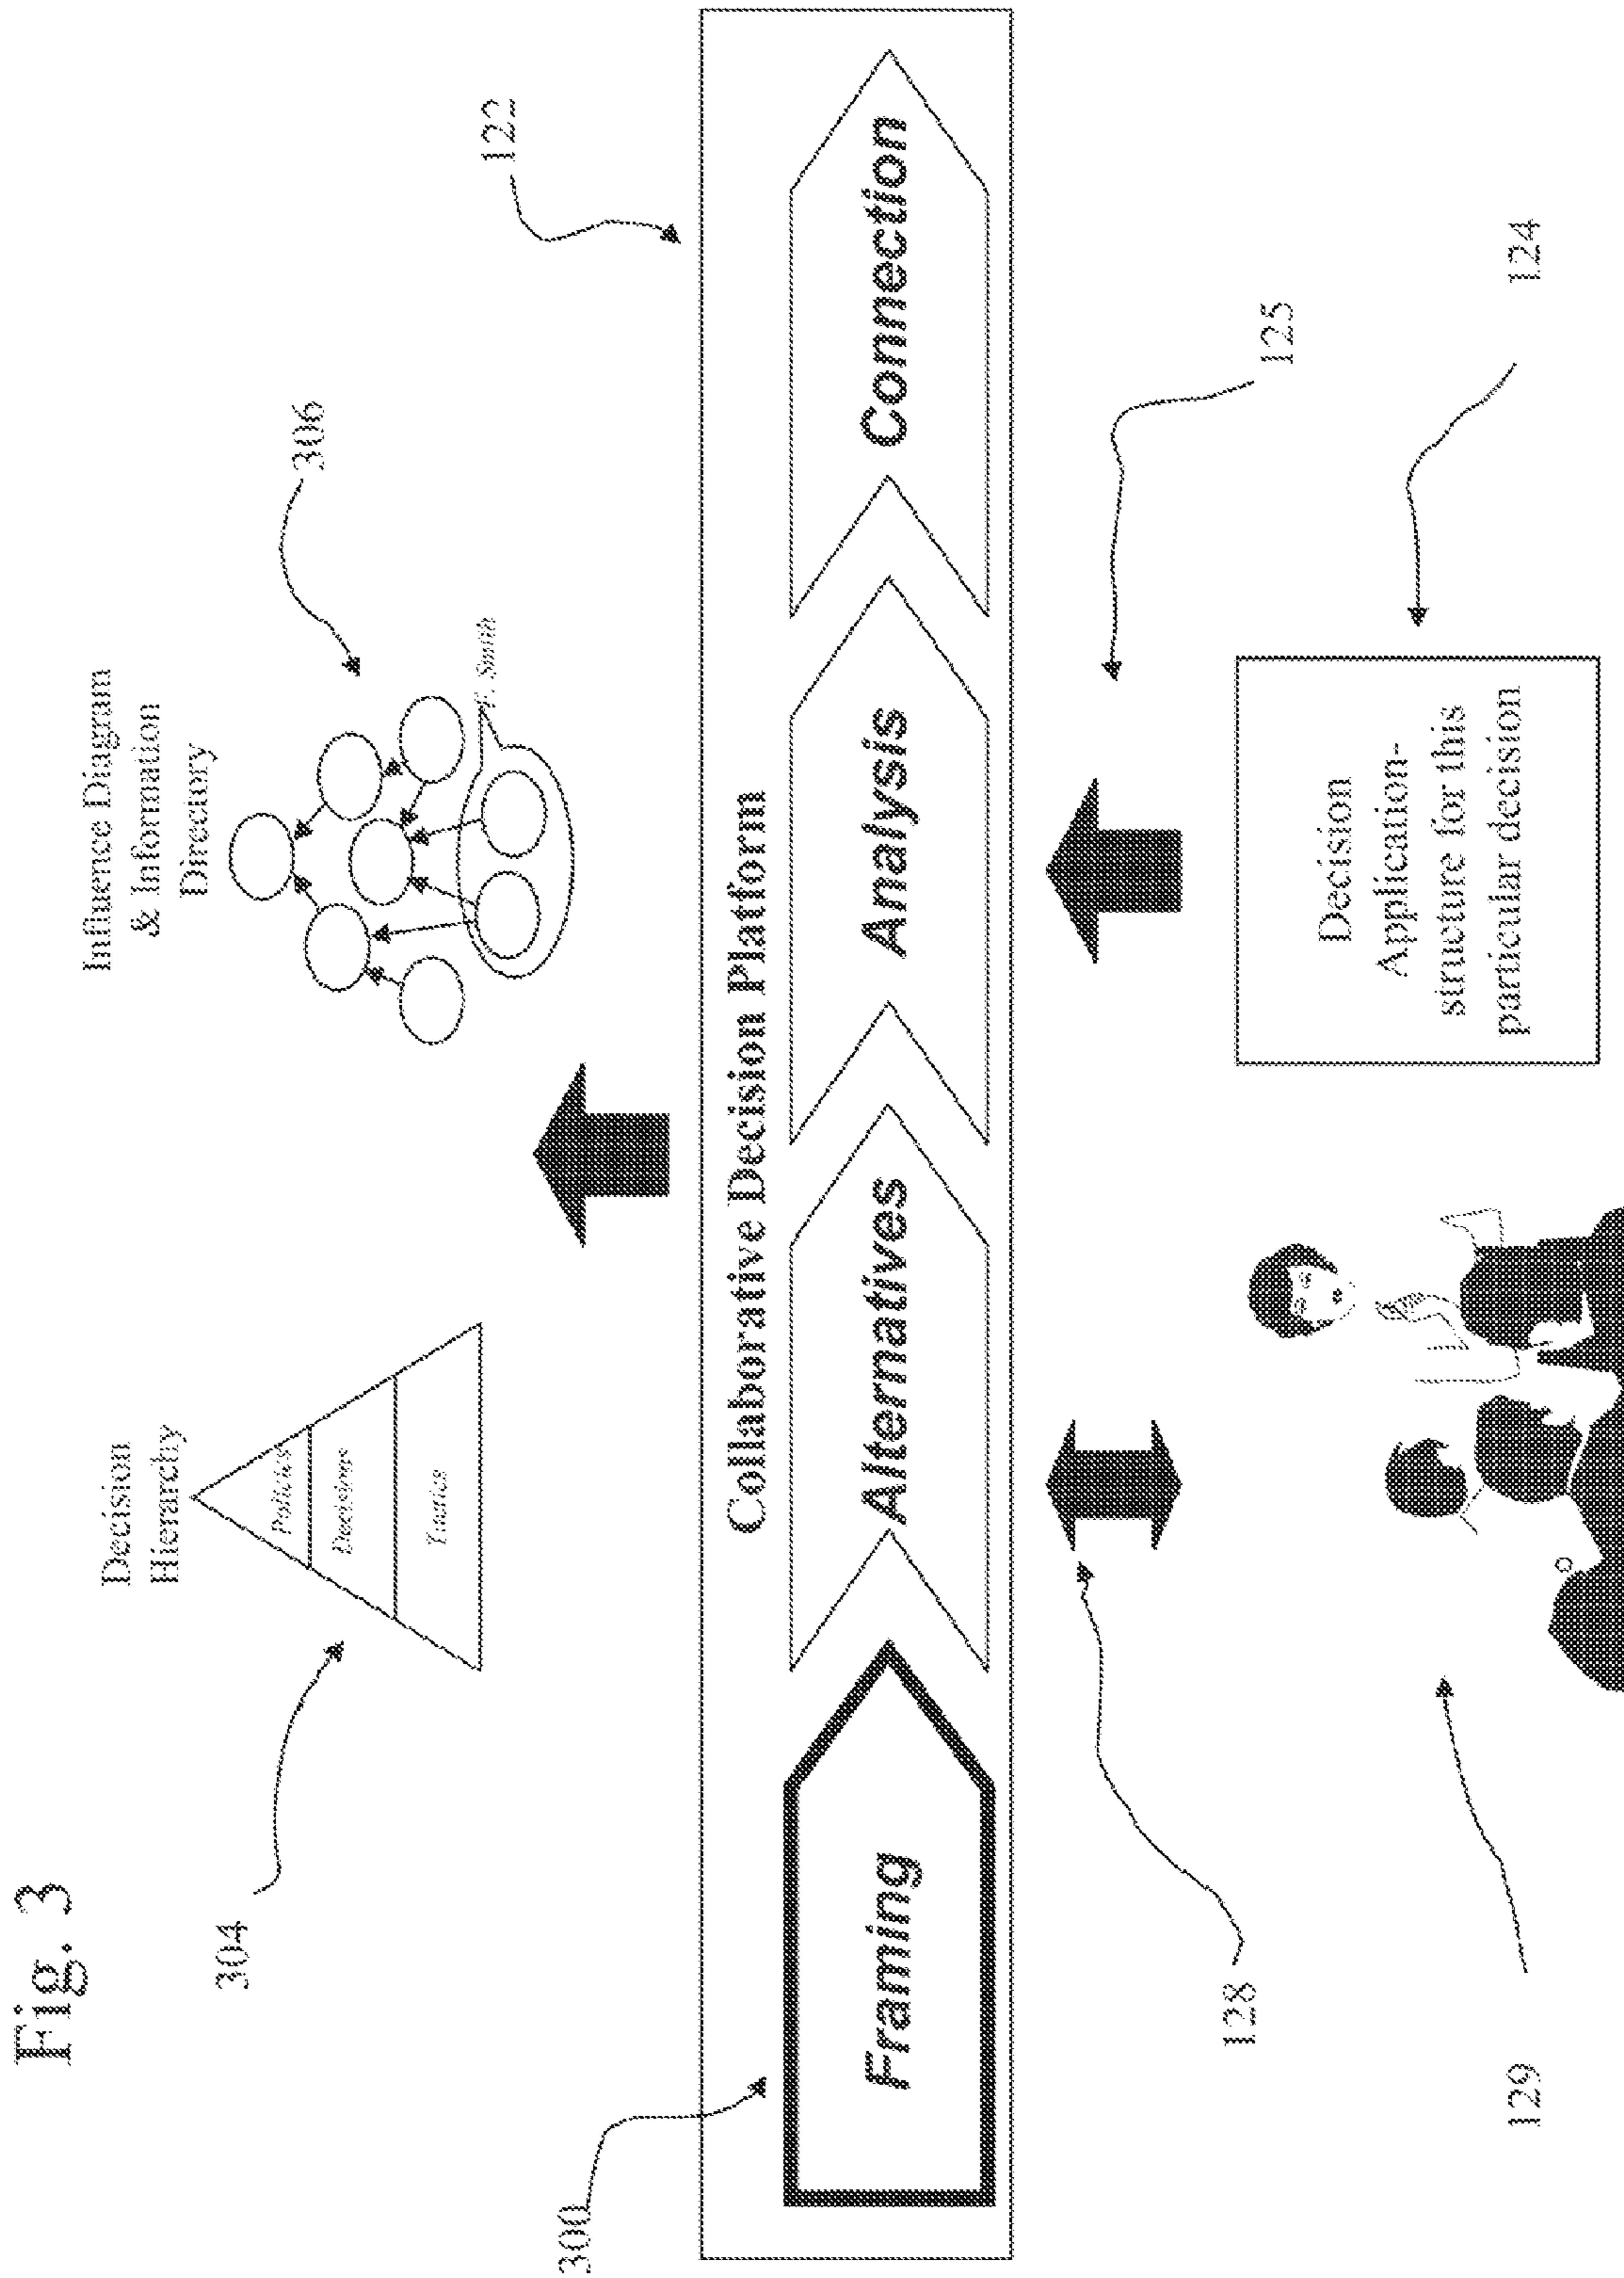 Fig. 3
304
Decision
Hierarchy
Policies
Decisions
Tactics
Influence Diagram
& Information
Directory
306
F. Smith
122
300
Collaborative Decision Platform
Framing
Alternatives
Analysis
Connection
128
125
129
Decision
Application-
structure for this
particular decision
124